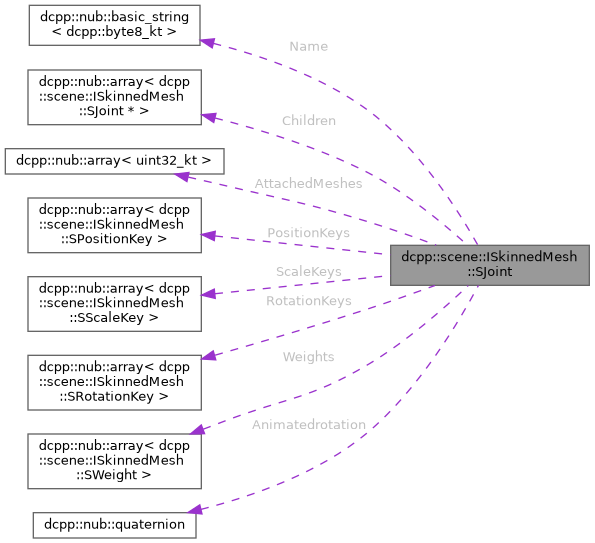 dcpp::nub::basic_string
< dcpp::byte8_kt >
Name
dcpp::nub::array< dcpp
::scene::ISkinnedMesh
::SJoint * >
Children
dcpp::nub::array< uint32_kt >
AttachedMeshes
dcpp::nub::array< dcpp
::scene::ISkinnedMesh
::SPositionKey >
PositionKeys
dcpp::scene::ISkinnedMesh
::SJoint
dcpp::nub::array< dcpp
::scene::ISkinnedMesh
::SScaleKey >
ScaleKeys
RotationKeys
dcpp::nub::array< dcpp
::scene::ISkinnedMesh
::SRotationKey >
Weights
dcpp::nub::array< dcpp
::scene::ISkinnedMesh
::SWeight >
Animatedrotation
dcpp::nub::quaternion